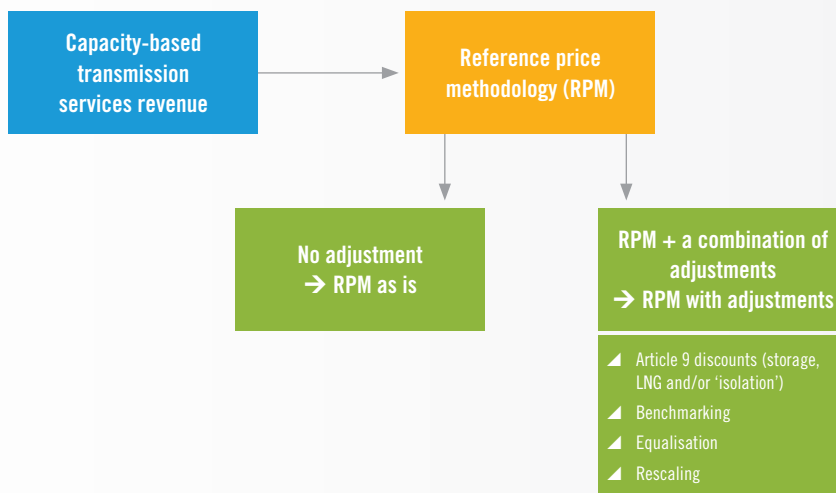 Capacity-based
transmission
services revenue
Reference price
methodology (RPM)
No adjustment
→ RPM as is
RPM + a combination of
adjustments
→ RPM with adjustments
Article 9 discounts (storage,
LNG and/or ‘isolation’)
Benchmarking
Equalisation
Rescaling